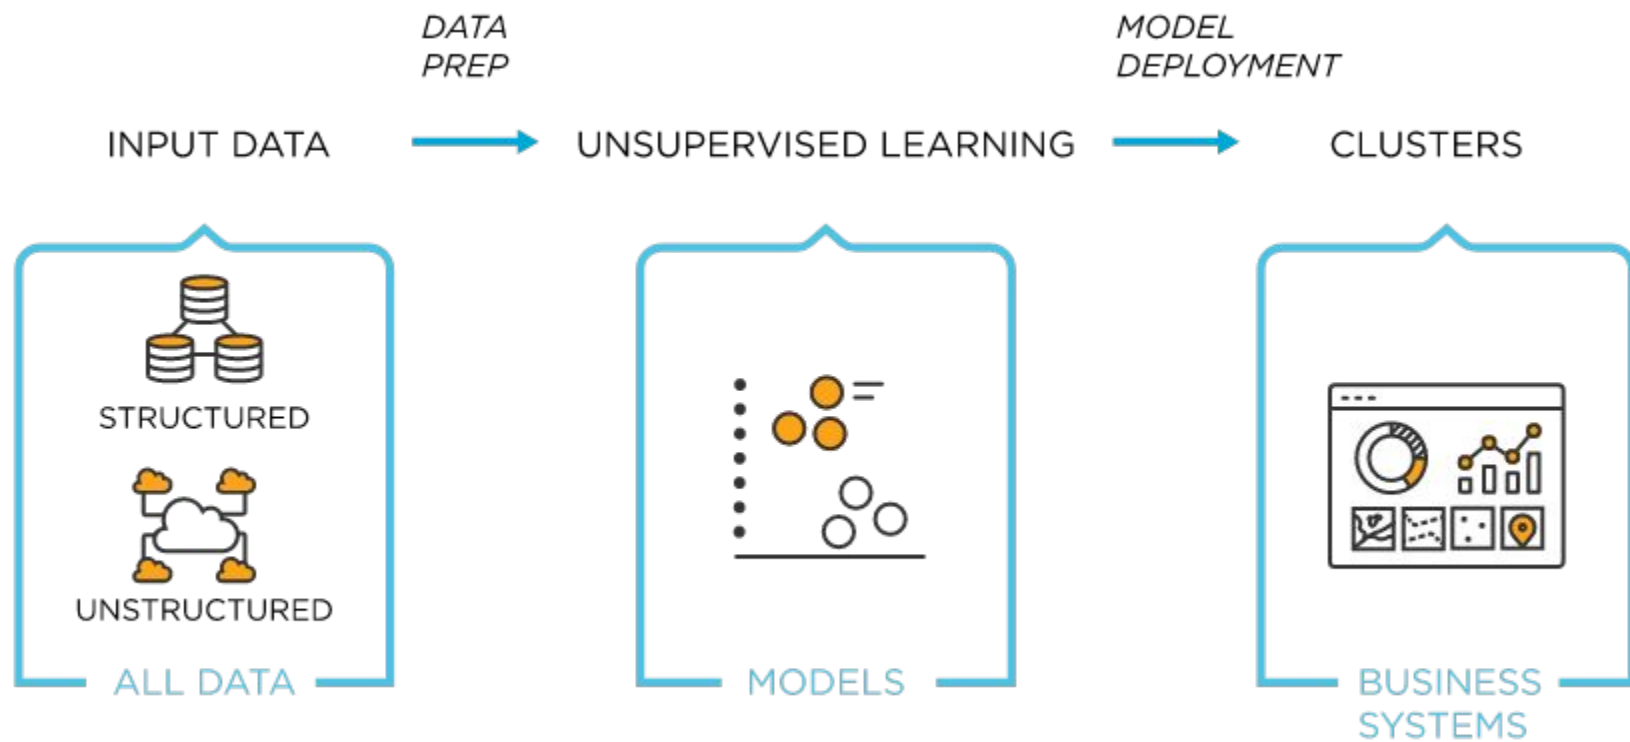 DATA
PREP
MODEL
DEPLOYMENT
INPUT DATA
UNSUPERVISED LEARNING
CLUSTERS
STRUCTURED
UNSTRUCTURED
ALL DATA
MODELS
BUSINESS
SYSTEMS